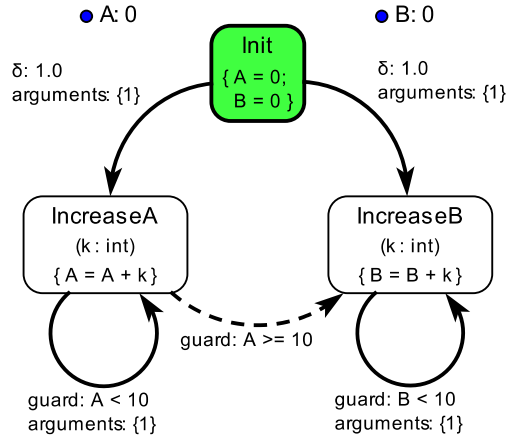 A: 0
B: 0
Init
{ A = 0;
B = 0 }
δ: 1.0
arguments: {1}
δ: 1.0
arguments: {1}
IncreaseA
(k : int)
{ A = A + k }
IncreaseB
(k : int)
{ B = B + k }
guard: A >= 10
guard: A < 10
arguments: {1}
guard: B < 10
arguments: {1}